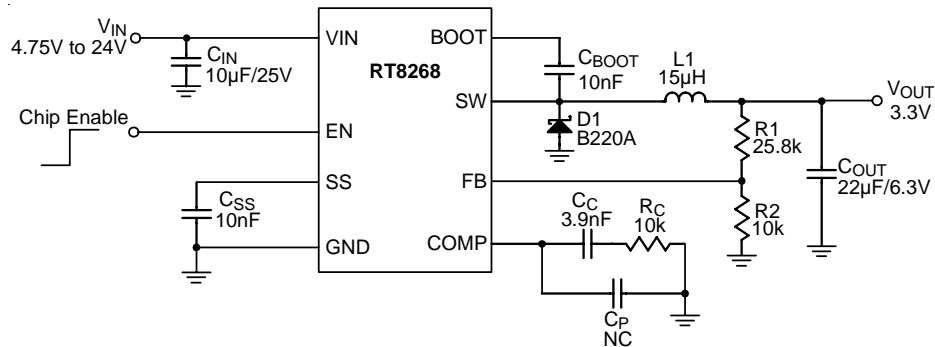 VIN
4.75V to 24V
CIN
10µF/25V
Chip Enable
CSS
10nF
VIN
EN
SS
GND
RT8268
BOOT
SW
FB
COMP
CBOOT
10nF
L1
15µH
D1
B220A
VOUT
3.3V
R1
25.8k
COUT
22µF/6.3V
R2
10k
CC
3.9nF
RC
10k
CP
NC